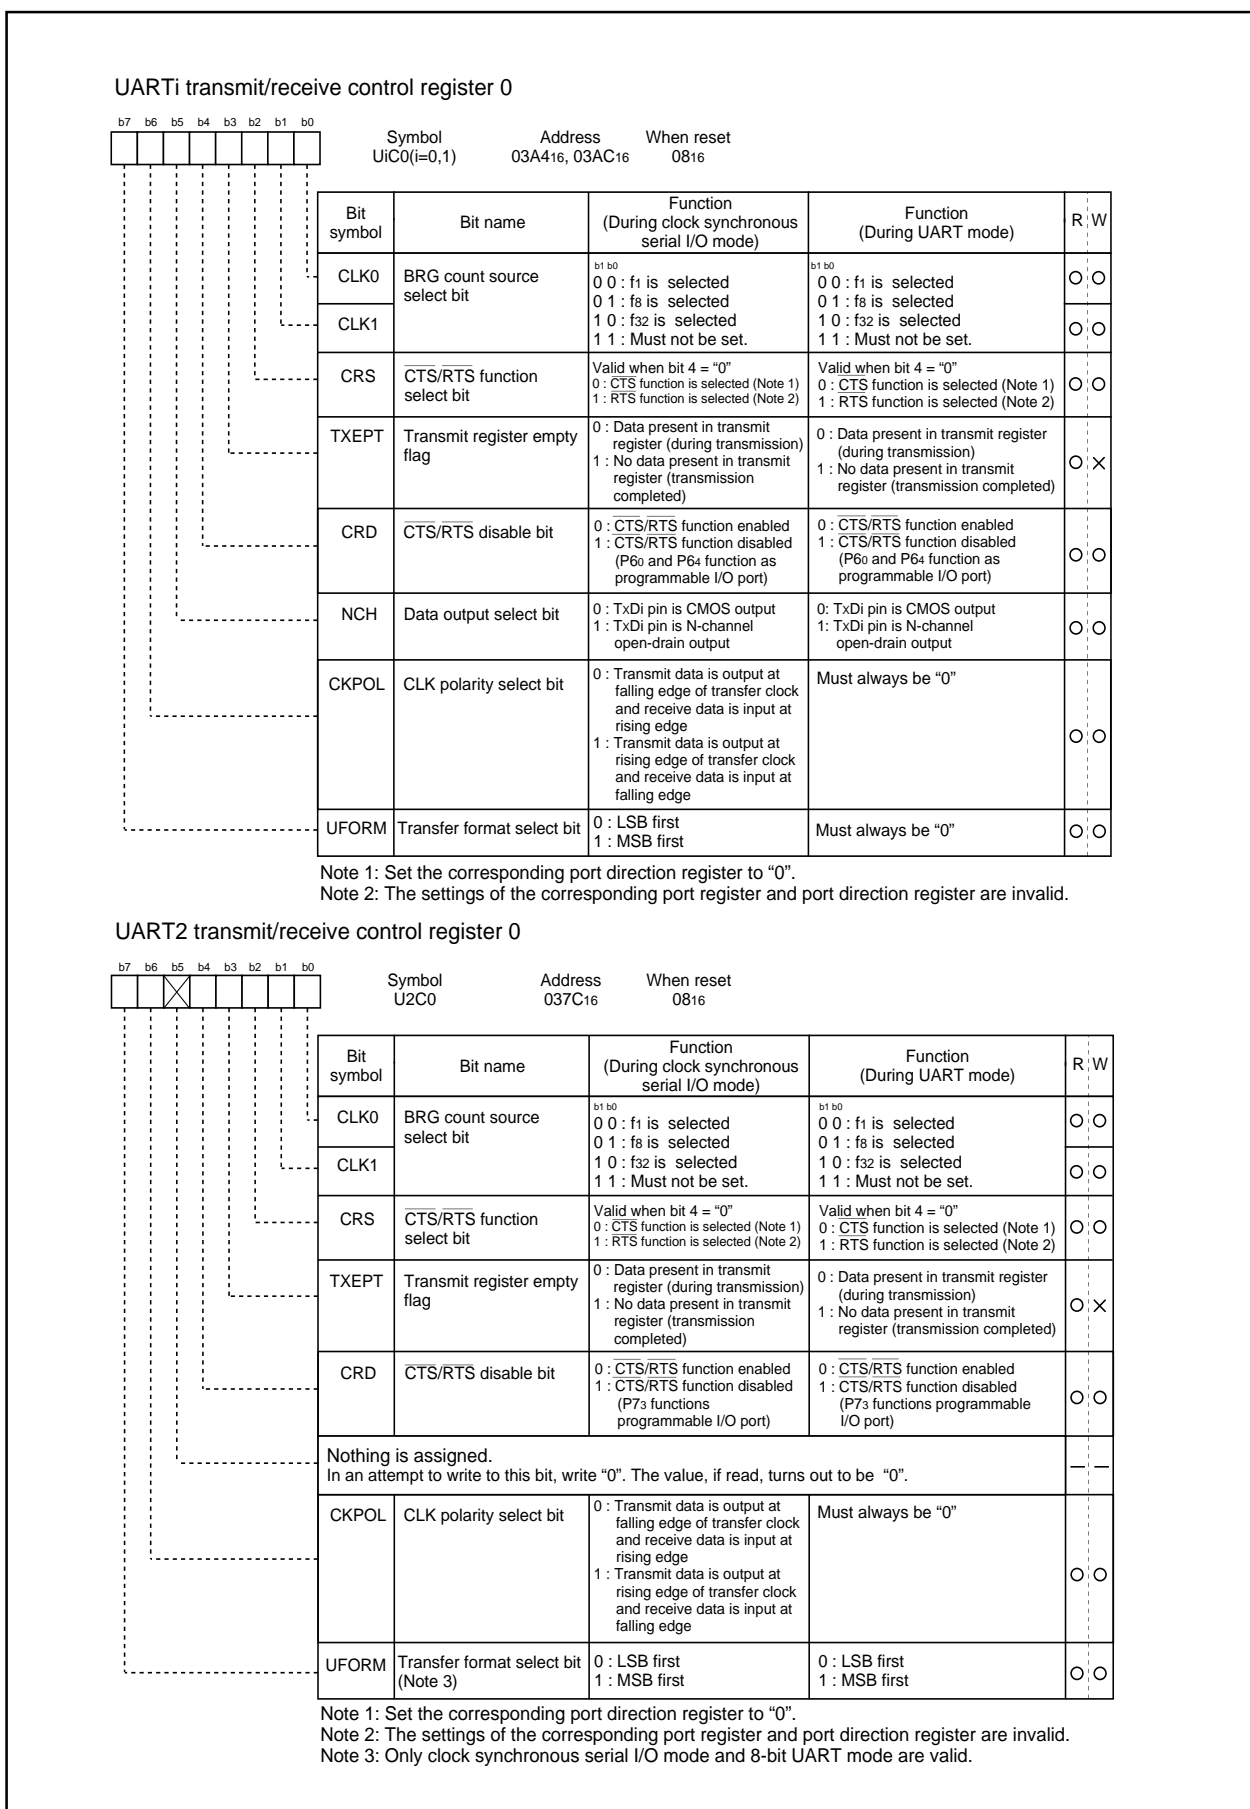 UARTi transmit/receive control register 0
b7 b6 b5 b4 b3 b2 b1 b0
Symbol Address When reset
UiC0(i=0,1) 03A416, 03AC16 0816
Bit symbol Bit name Function (During clock synchronous serial I/O mode) Function (During UART mode) R W
CLK0 BRG count source select bit
CLK1
b1 b0
0 0 : f1 is selected
0 1 : f8 is selected
1 0 : f32 is selected
1 1 : Must not be set.
b1 b0
0 0 : f1 is selected
0 1 : f8 is selected
1 0 : f32 is selected
1 1 : Must not be set.
CRS CTS/RTS function select bit
Valid when bit 4 = “0”
0 : CTS function is selected (Note 1)
1 : RTS function is selected (Note 2)
Valid when bit 4 = “0”
0 : CTS function is selected (Note 1)
1 : RTS function is selected (Note 2)
TXEPT Transmit register empty flag
0 : Data present in transmit
register (during transmission)
1 : No data present in transmit
register (transmission
completed)
0 : Data present in transmit register
(during transmission)
1 : No data present in transmit
register (transmission completed)
CRD CTS/RTS disable bit
0 : CTS/RTS function enabled
1 : CTS/RTS function disabled
(P60 and P64 function as
programmable I/O port)
0 : CTS/RTS function enabled
1 : CTS/RTS function disabled
(P60 and P64 function as
programmable I/O port)
NCH Data output select bit
0 : TXDi pin is CMOS output
1 : TXDi pin is N-channel
open-drain output
0: TXDi pin is CMOS output
1: TXDi pin is N-channel
open-drain output
CKPOL CLK polarity select bit
0 : Transmit data is output at
falling edge of transfer clock
and receive data is input at
rising edge
1 : Transmit data is output at
rising edge of transfer clock
and receive data is input at
falling edge
Must always be “0”
UFORM Transfer format select bit
0 : LSB first
1 : MSB first
Must always be “0”
Note 1: Set the corresponding port direction register to “0”.
Note 2: The settings of the corresponding port register and port direction register are invalid.
UART2 transmit/receive control register 0
b7 b6 b5 b4 b3 b2 b1 b0
Symbol Address When reset
U2C0 037C16 0816
Bit symbol Bit name Function (During clock synchronous serial I/O mode) Function (During UART mode) R W
CLK0 BRG count source select bit
CLK1
b1 b0
0 0 : f1 is selected
0 1 : f8 is selected
1 0 : f32 is selected
1 1 : Must not be set.
b1 b0
0 0 : f1 is selected
0 1 : f8 is selected
1 0 : f32 is selected
1 1 : Must not be set.
CRS CTS/RTS function select bit
Valid when bit 4 = “0”
0 : CTS function is selected (Note 1)
1 : RTS function is selected (Note 2)
Valid when bit 4 = “0”
0 : CTS function is selected (Note 1)
1 : RTS function is selected (Note 2)
TXEPT Transmit register empty flag
0 : Data present in transmit
register (during transmission)
1 : No data present in transmit
register (transmission
completed)
0 : Data present in transmit register
(during transmission)
1 : No data present in transmit
register (transmission completed)
CRD CTS/RTS disable bit
0 : CTS/RTS function enabled
1 : CTS/RTS function disabled
(P73 functions
programmable I/O port)
0 : CTS/RTS function enabled
1 : CTS/RTS function disabled
(P73 functions programmable
I/O port)
Nothing is assigned.
In an attempt to write to this bit, write “0”. The value, if read, turns out to be “0”.
CKPOL CLK polarity select bit
0 : Transmit data is output at
falling edge of transfer clock
and receive data is input at
rising edge
1 : Transmit data is output at
rising edge of transfer clock
and receive data is input at
falling edge
Must always be “0”
UFORM Transfer format select bit (Note 3)
0 : LSB first
1 : MSB first
0 : LSB first
1 : MSB first
Note 1: Set the corresponding port direction register to “0”.
Note 2: The settings of the corresponding port register and port direction register are invalid.
Note 3: Only clock synchronous serial I/O mode and 8-bit UART mode are valid.